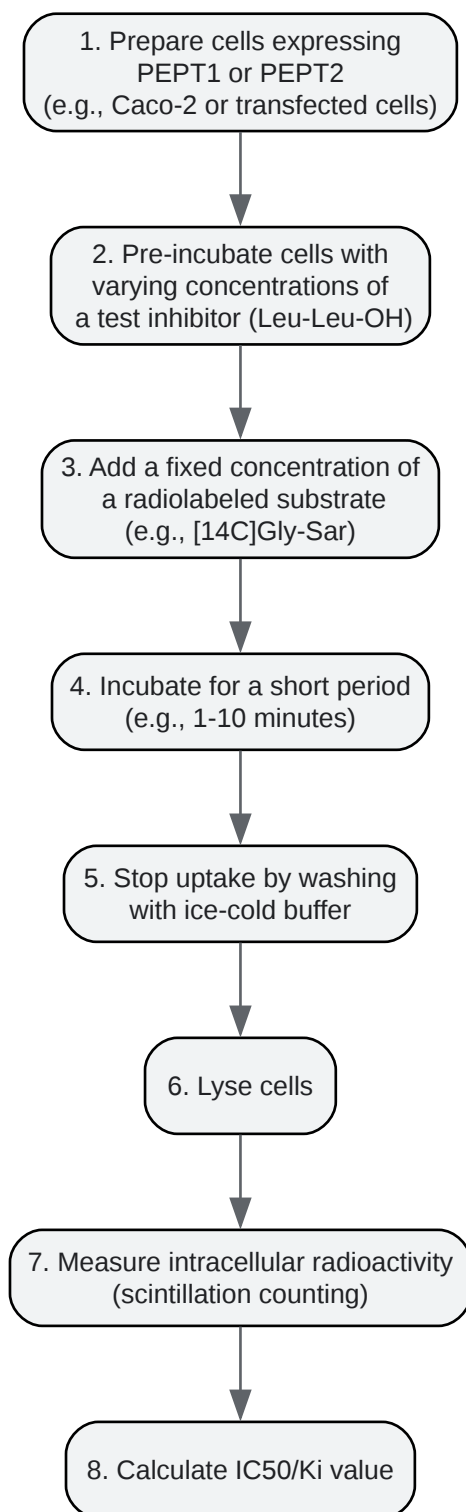 1. Prepare cells expressing
PEPT1 or PEPT2
(e.g., Caco-2 or transfected cells)
2. Pre-incubate cells with
varying concentrations of
a test inhibitor (Leu-Leu-OH)
3. Add a fixed concentration of
a radiolabeled substrate
(e.g., [14C]Gly-Sar)
4. Incubate for a short period
(e.g., 1-10 minutes)
5. Stop uptake by washing
with ice-cold buffer
6. Lyse cells
7. Measure intracellular radioactivity
(scintillation counting)
8. Calculate IC50/Ki value